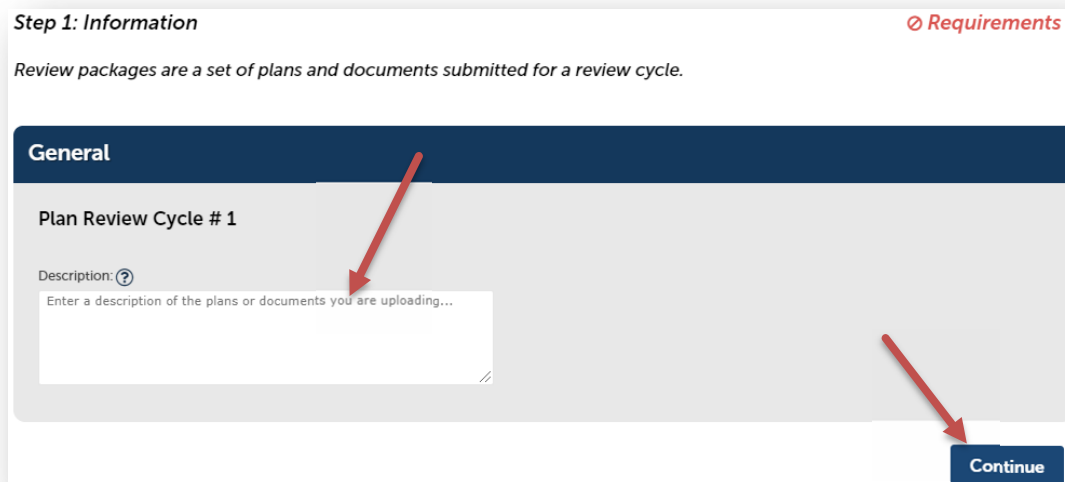 Step 1: Information
Requirements
Review packages are a set of plans and documents submitted for a review cycle.
General
Plan Review Cycle # 1
Description: ?
Enter a description of the plans or documents you are uploading...
Continue